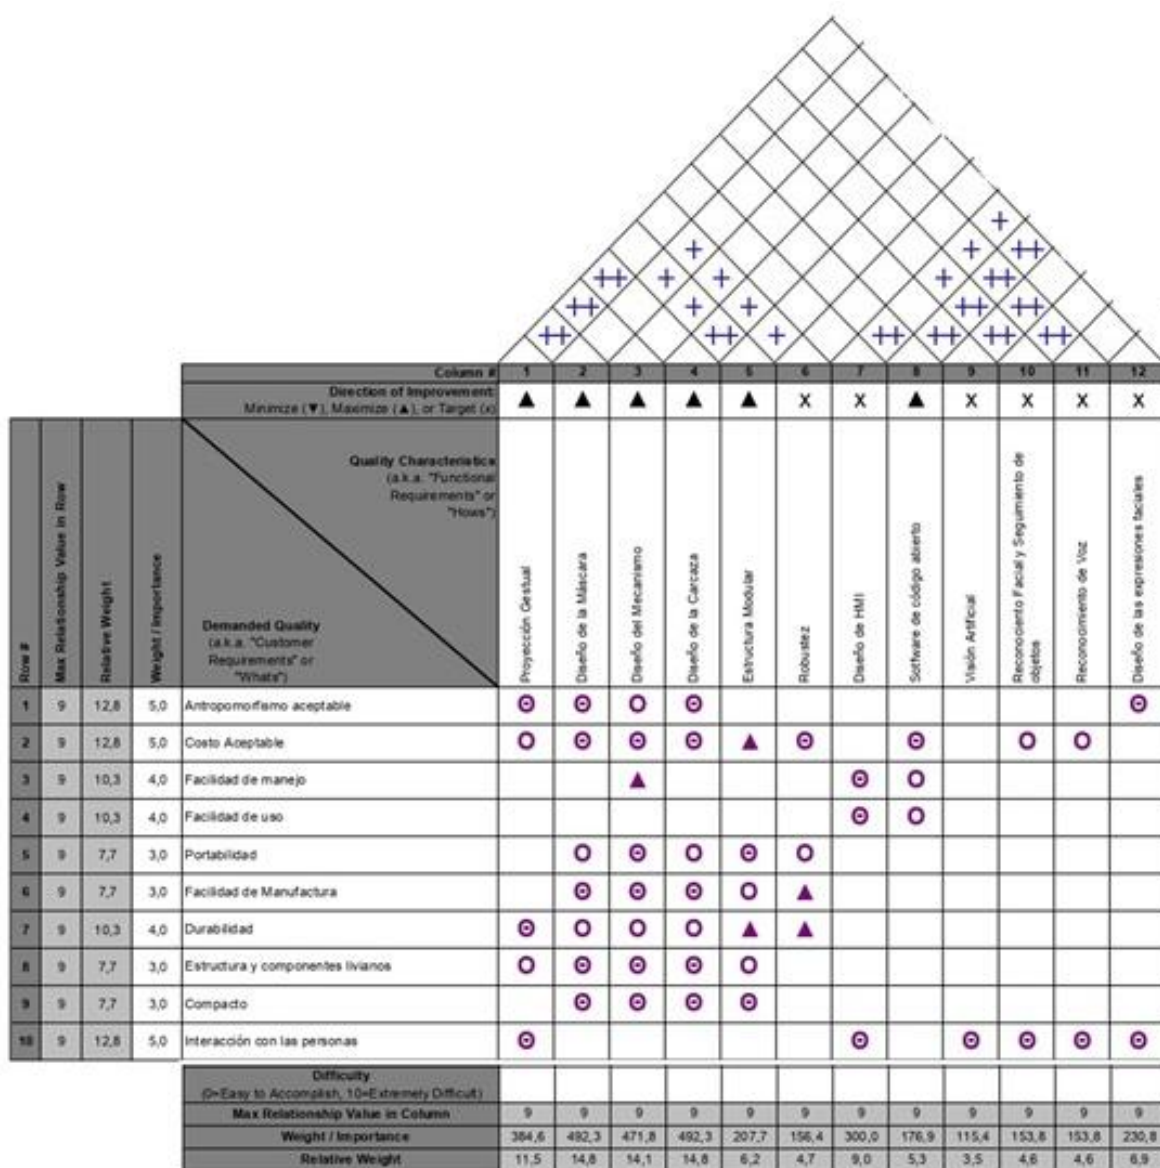 Column # 1 2 3 4 5 6 7 8 9 10 11 12
Direction of Improvement:
Minimize (▼), Maximize (▲), or Target (x) ▲ ▲ ▲ ▲ ▲ X X ▲ X X X X
Row #
Max Relationship Value in Row
Relative Weight
Weight / Importance
Quality Characteristics
(a.k.a. "Functional
Requirements" or
"Hows")
Demanded Quality
(a.k.a. "Customer
Requirements" or
"Whats")
Proyección Gestual
Diseño de la Máscara
Diseño del Mecanismo
Diseño de la Carcaza
Estructura Modular
Robustez
Diseño de HMI
Software de código abierto
Visión Artificial
Reconociento Facial y Seguimiento de
objetos
Reconocimiento de Voz
Diseño de las expresiones faciales
1 9 12,8 5,0 Antropomorfismo aceptable
2 9 12,8 5,0 Costo Aceptable
3 9 10,3 4,0 Facilidad de manejo
4 9 10,3 4,0 Facilidad de uso
5 9 7,7 3,0 Portabilidad
6 9 7,7 3,0 Facilidad de Manufactura
7 9 10,3 4,0 Durabilidad
8 9 7,7 3,0 Estructura y componentes livianos
9 9 7,7 3,0 Compacto
10 9 12,8 5,0 Interacción con las personas
Difficulty
(0=Easy to Accomplish, 10=Extremely Difficult)
Max Relationship Value in Column 9 9 9 9 9 9 9 9 9 9 9 9
Weight / Importance 384,6 492,3 471,8 492,3 207,7 156,4 300,0 176,9 115,4 153,8 153,8 230,8
Relative Weight 11,5 14,8 14,1 14,8 6,2 4,7 9,0 5,3 3,5 4,6 4,6 6,9